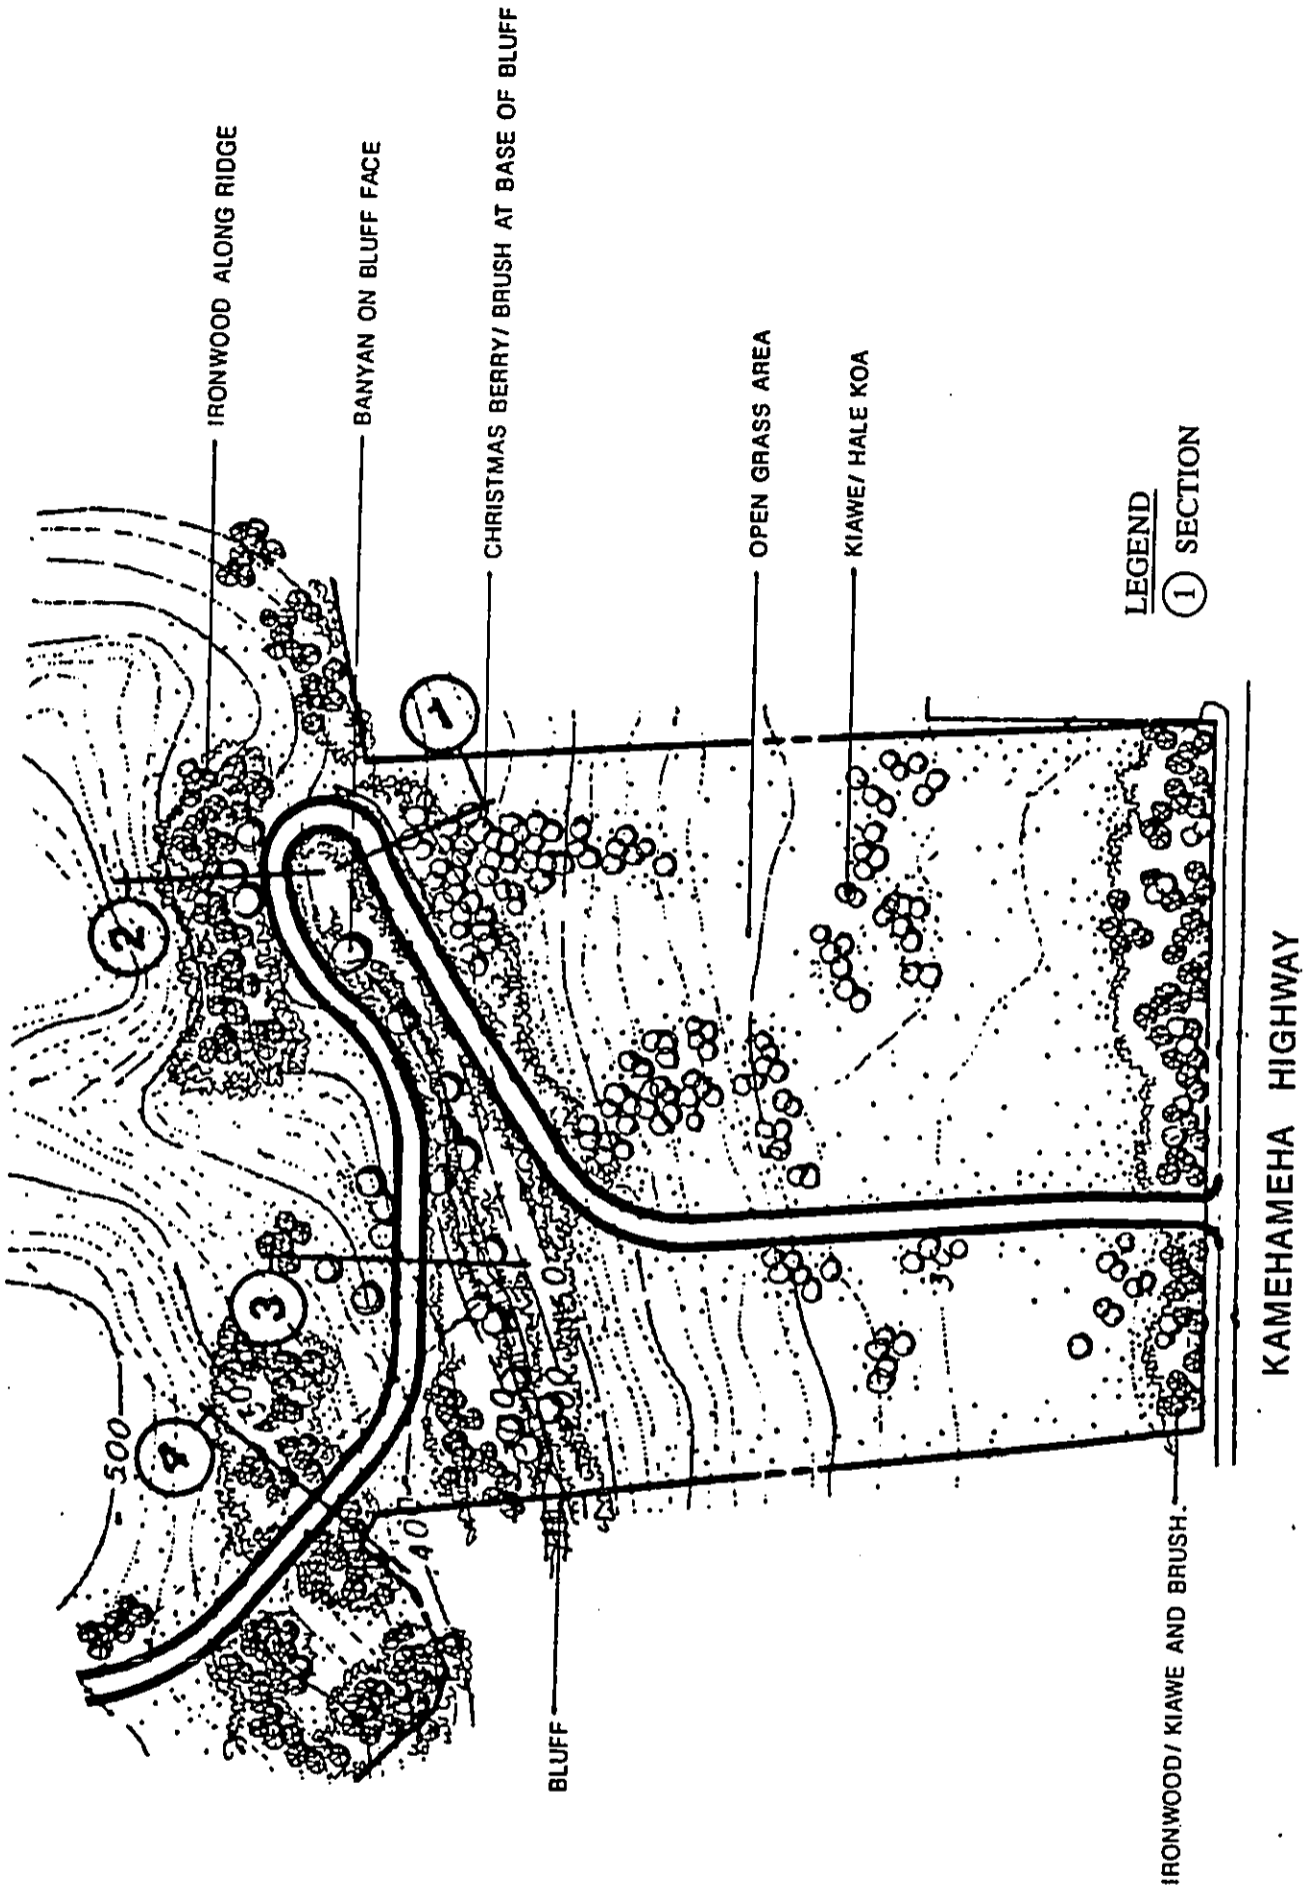 IRONWOOD ALONG RIDGE
BANYAN ON BLUFF FACE
CHRISTMAS BERRY/ BRUSH AT BASE OF BLUFF
OPEN GRASS AREA
KIAWE/ HALE KOA
LEGEND
1 SECTION
1
2
3
4
500
BLUFF
IRONWOOD/ KIAWE AND BRUSH
KAMEHAMEHA HIGHWAY